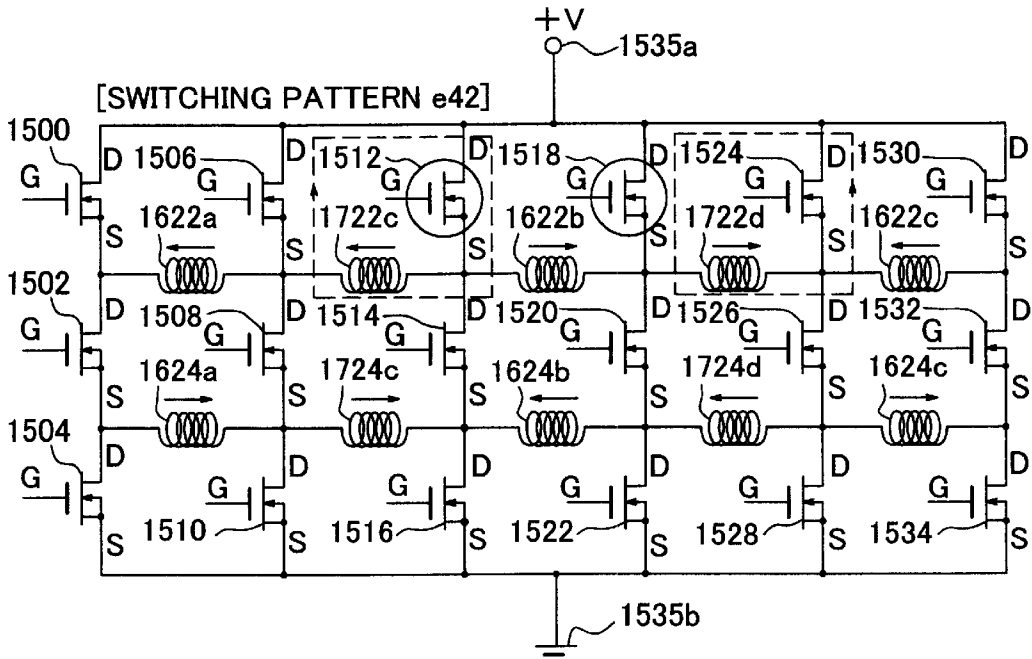 +V
1535a
[SWITCHING PATTERN e42]
1500 D 1506 D 1512 D 1518 D 1524 D 1530 D
G G G G G G
1622a S 1722c S 1622b S 1722d S 1622c S
S
1502 D 1508 D 1514 D 1520 D 1526 D 1532 D
G G G G G G
1624a S 1724c S 1624b S 1724d S 1624c S
S
1504 D D D D D D
G G G G G G
S 1510 S 1516 S 1522 S 1528 S 1534 S
1535b